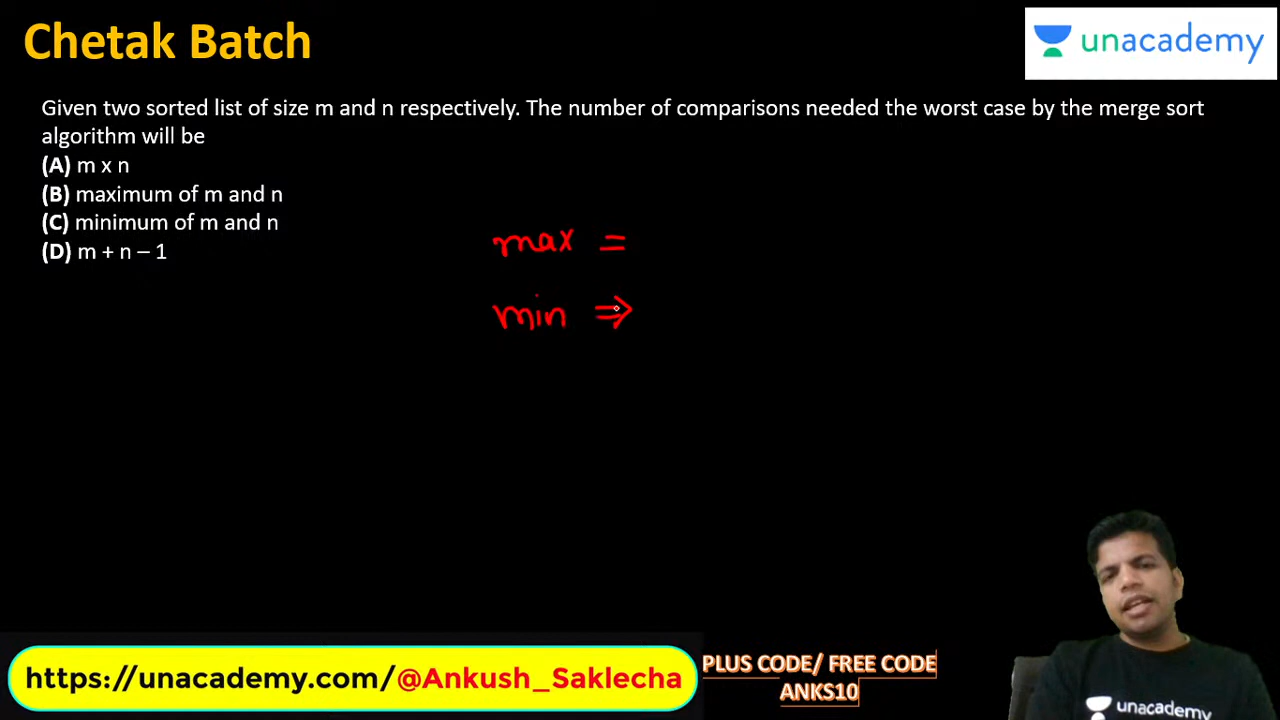 Chetak Batch
unacademy
Given two sorted list of size m and n respectively. The number of comparisons needed the worst case by the merge sort
algorithm will be
(A) m x n
(B) maximum of m and n
(C) minimum of m and n
(D) m + n – 1
max =
min ⇒
https://unacademy.com/@Ankush_Saklecha
PLUS CODE/ FREE CODE
ANKS10
unacademy